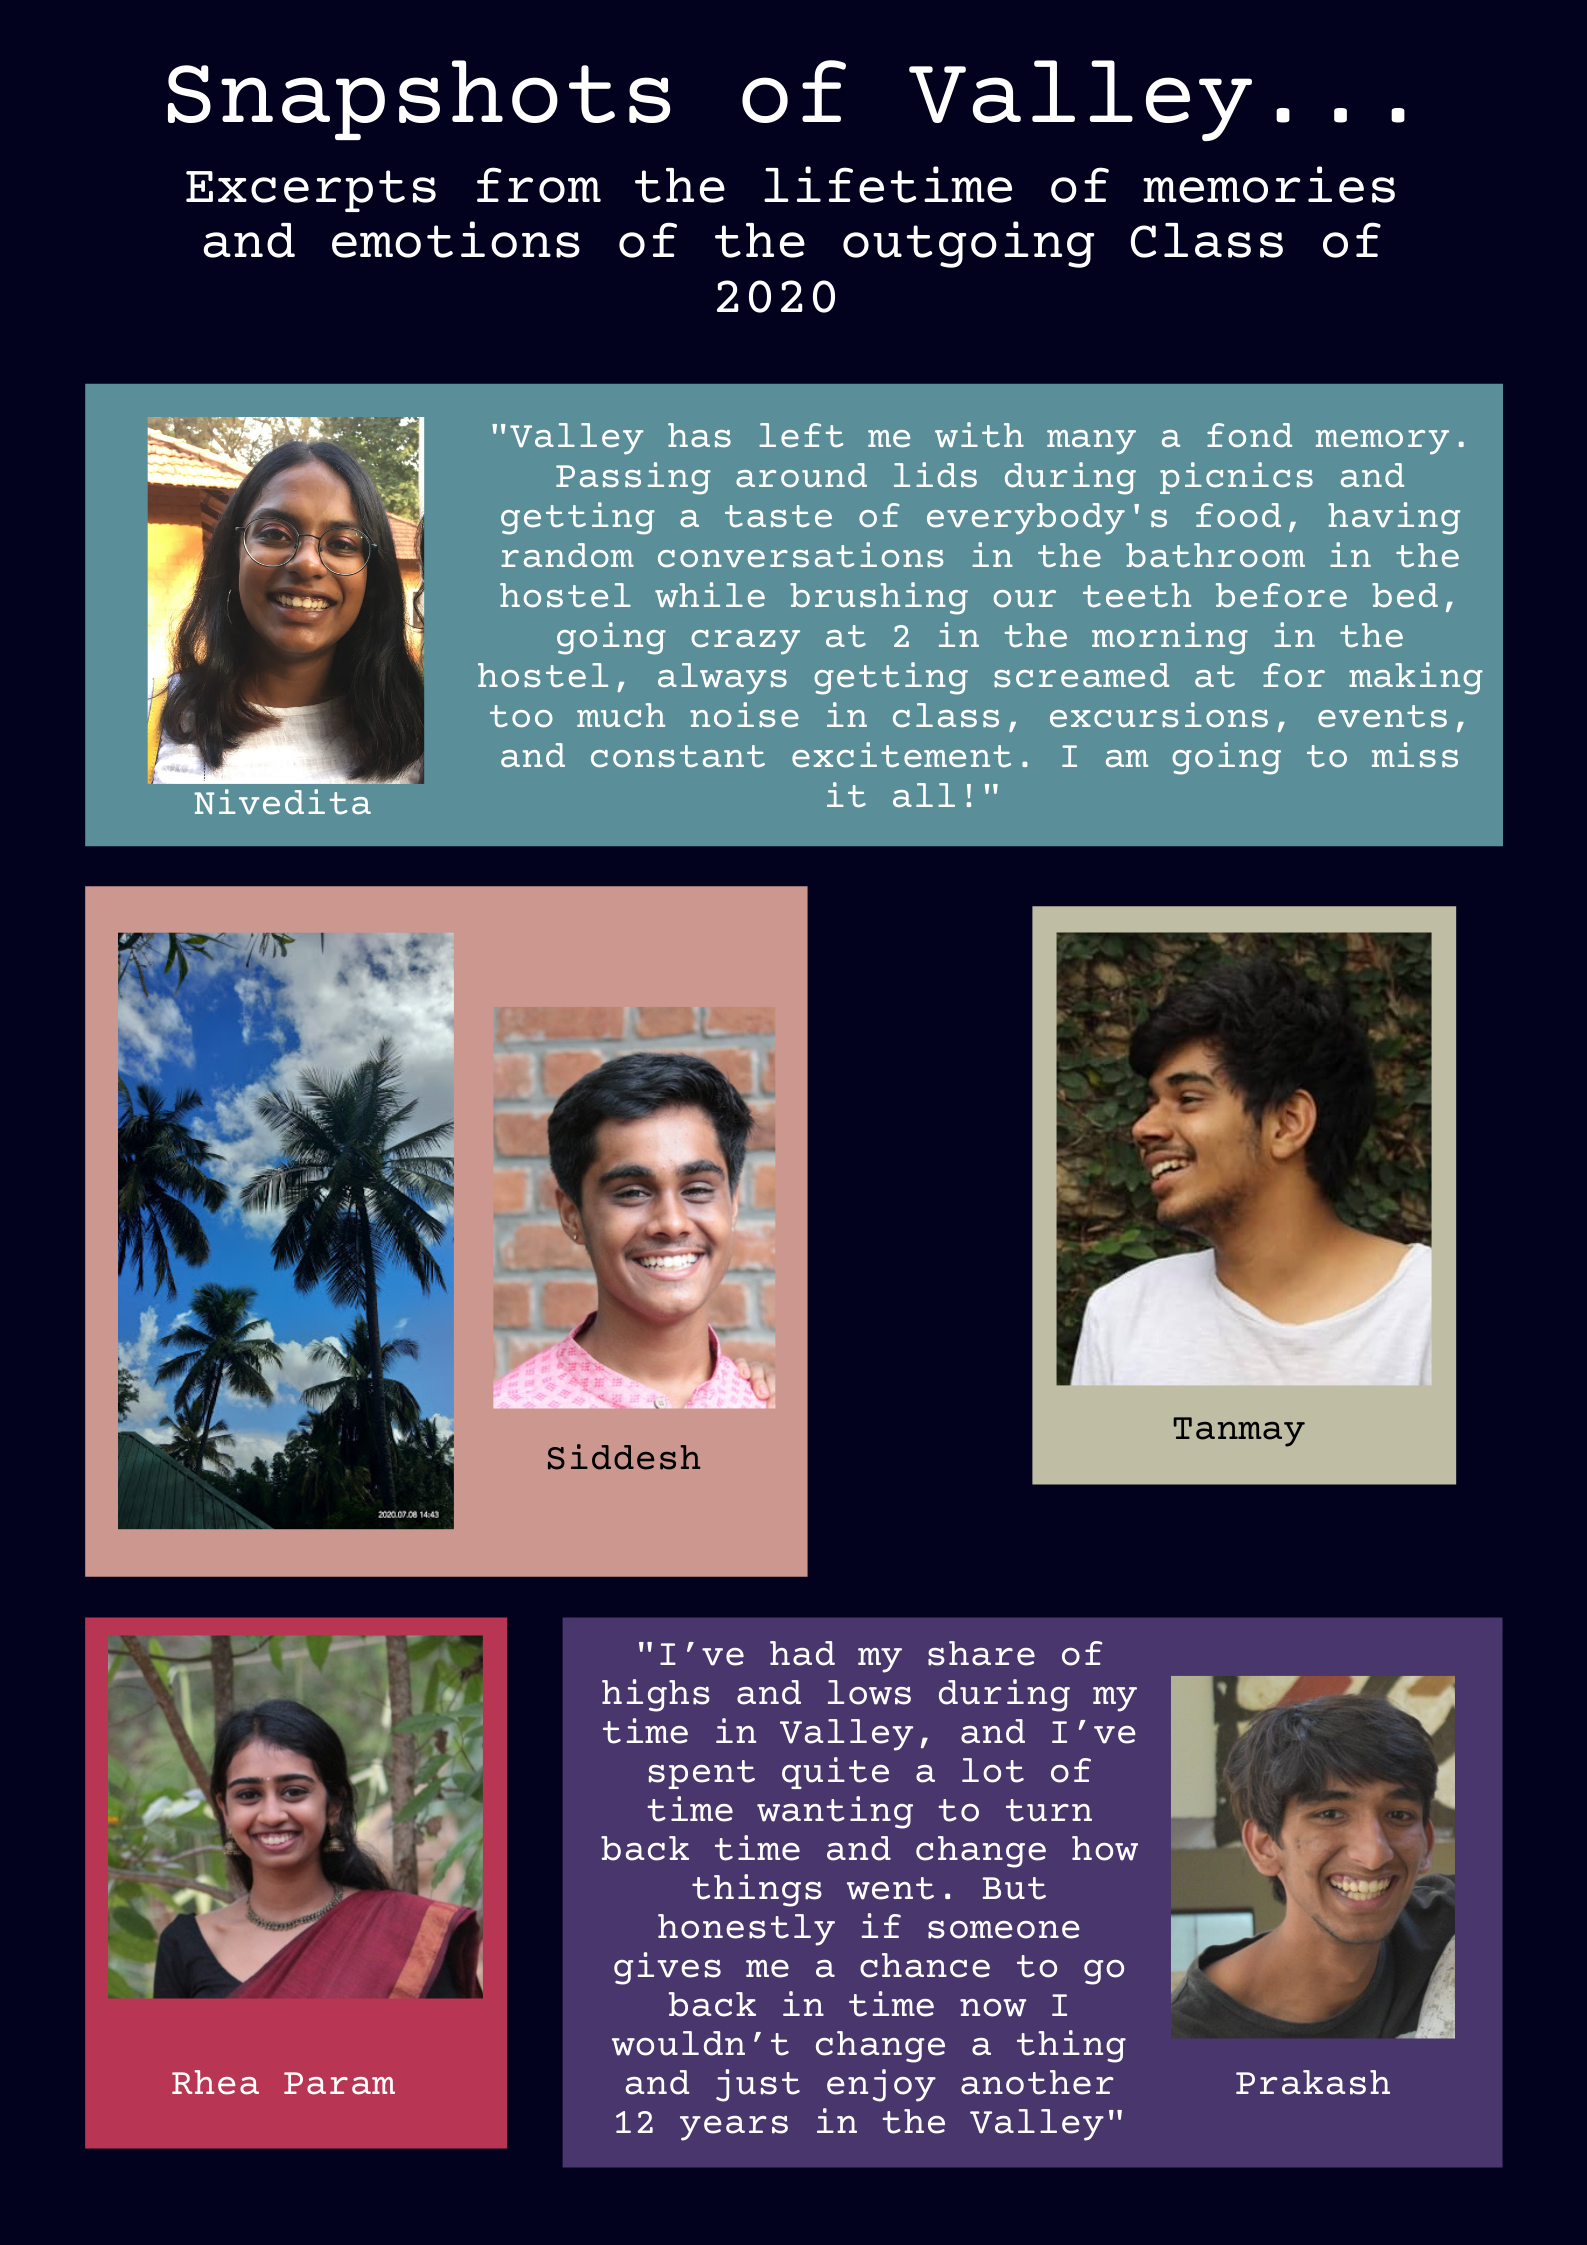 Snapshots of Valley...
Excerpts from the lifetime of memories
and emotions of the outgoing Class of
2020
"Valley has left me with many a fond memory.
Passing around lids during picnics and
getting a taste of everybody's food, having
random conversations in the bathroom in the
hostel while brushing our teeth before bed,
going crazy at 2 in the morning in the
hostel, always getting screamed at for making
too much noise in class, excursions, events,
and constant excitement. I am going to miss
it all!"
Nivedita
2020.07.08 14:43
Siddesh
Tanmay
Rhea Param
"I’ve had my share of
highs and lows during my
time in Valley, and I’ve
spent quite a lot of
time wanting to turn
back time and change how
things went. But
honestly if someone
gives me a chance to go
back in time now I
wouldn’t change a thing
and just enjoy another
12 years in the Valley"
Prakash